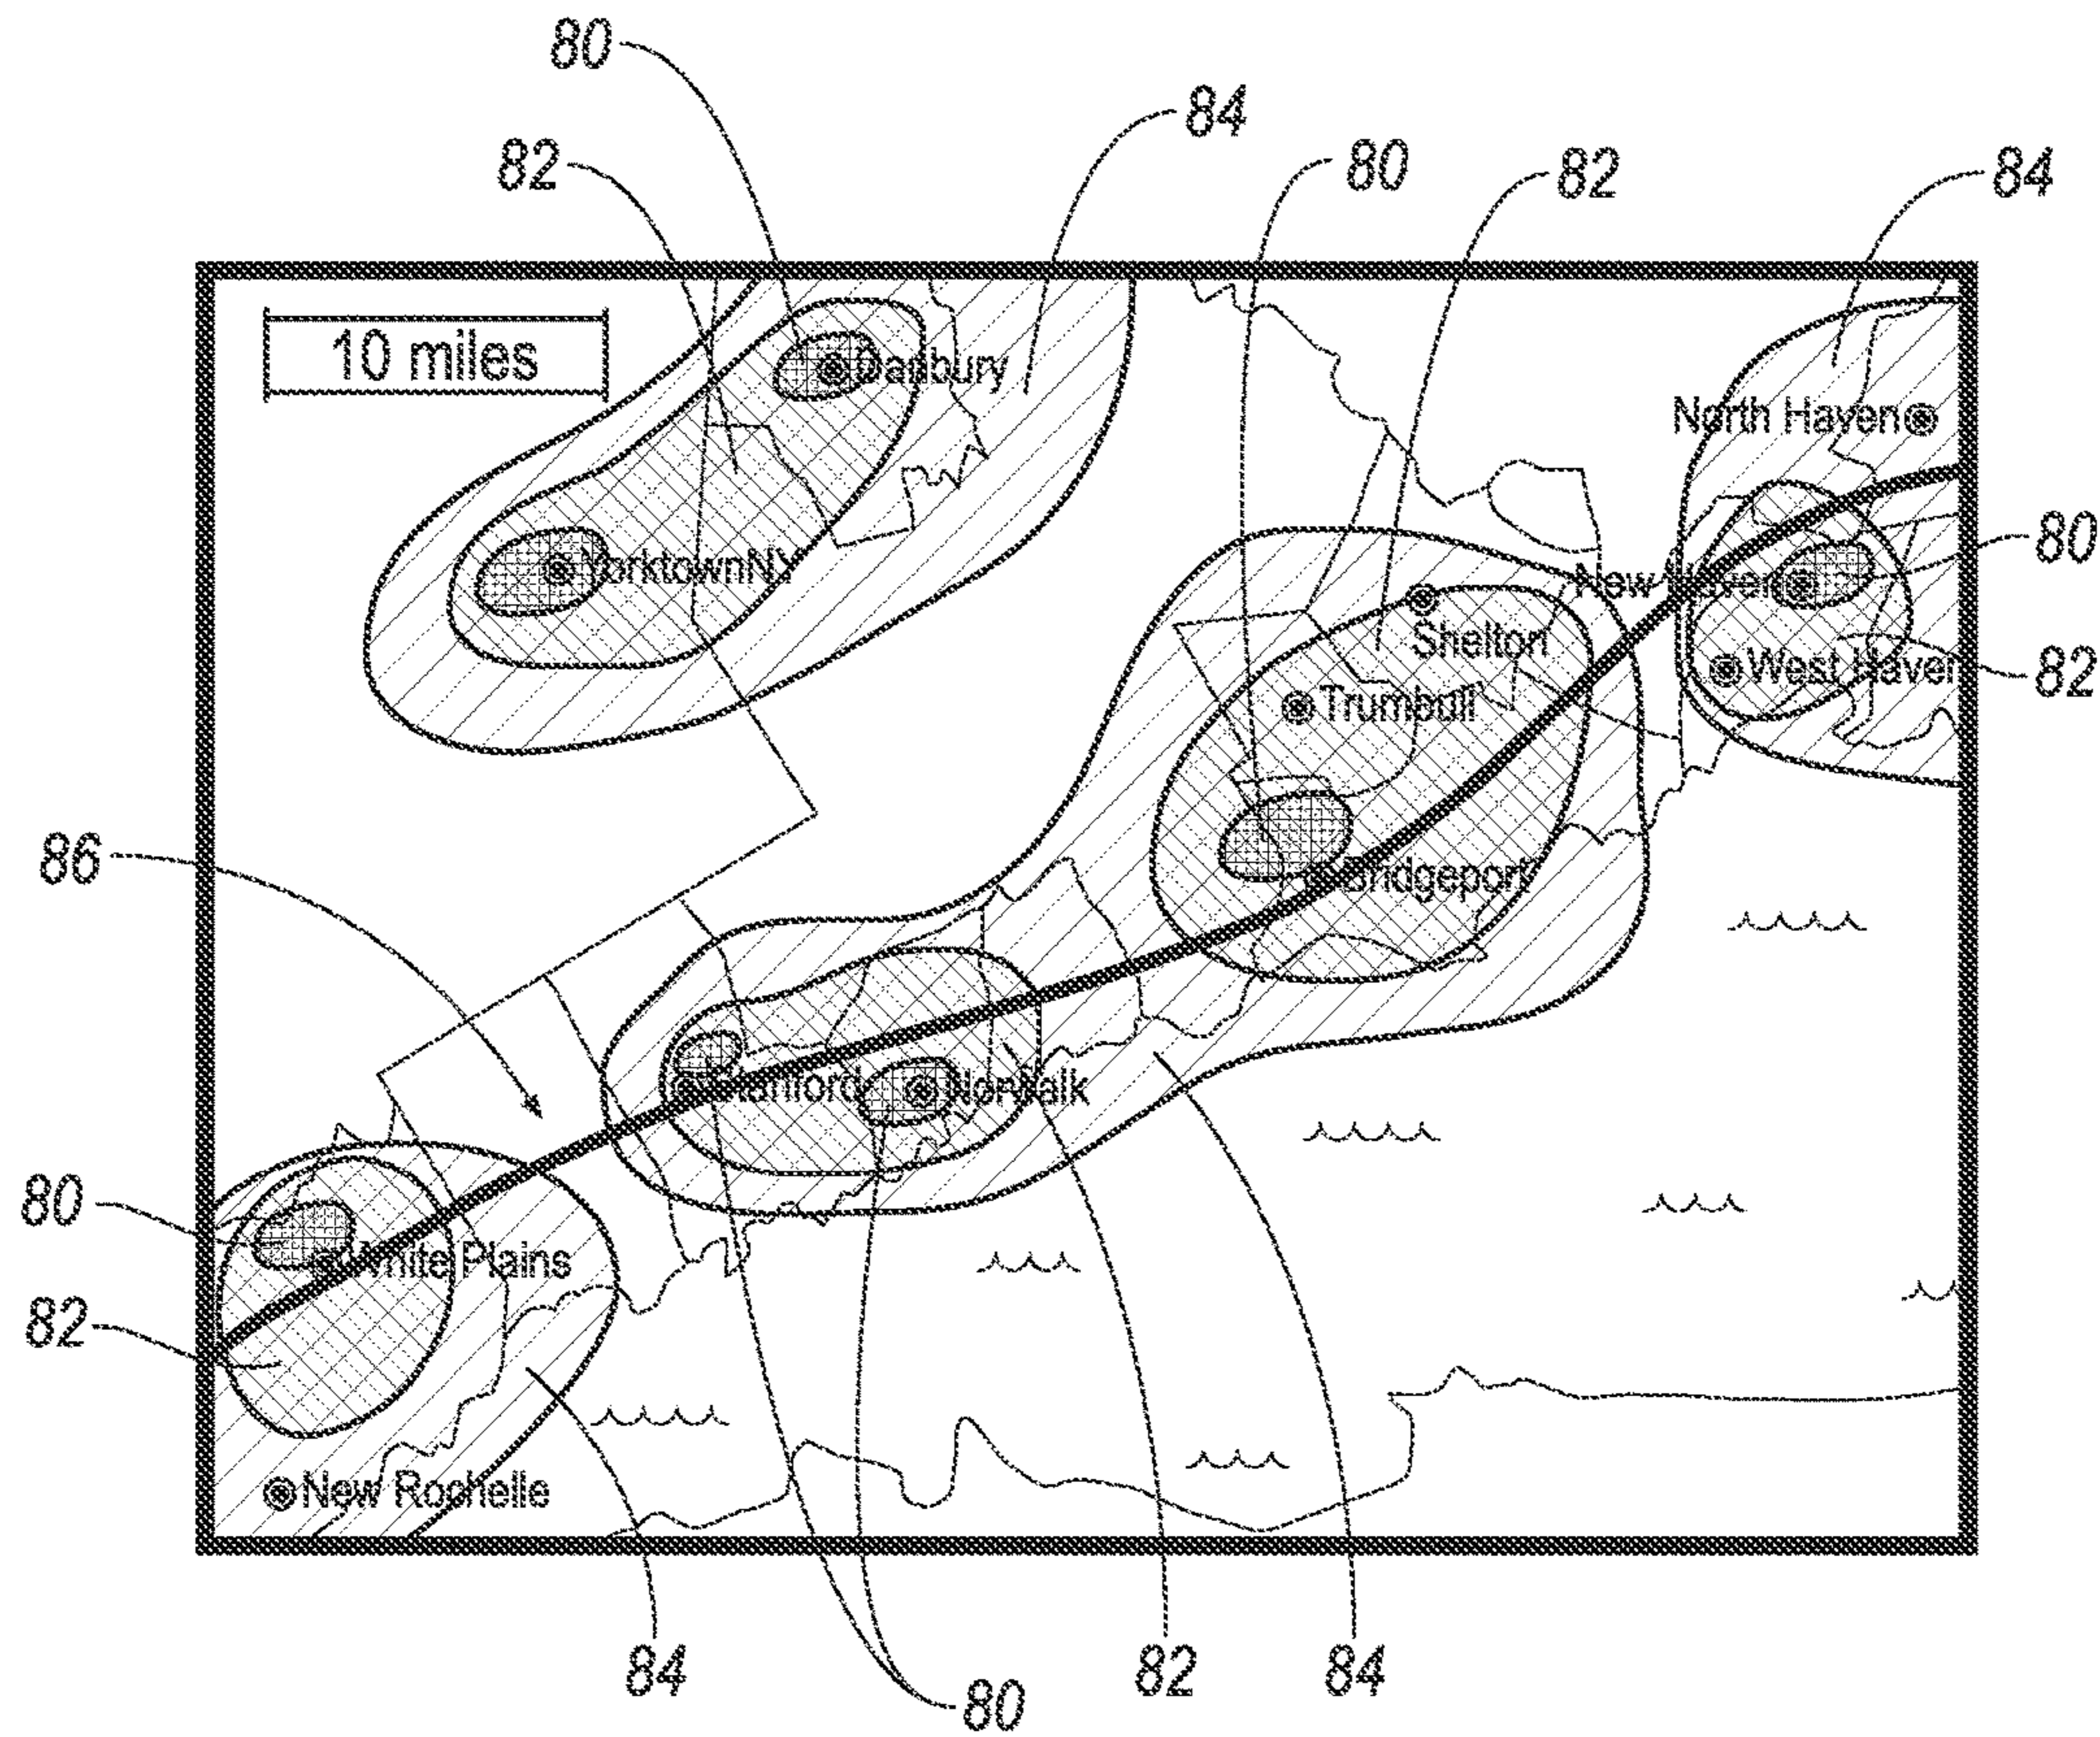 80
84
82
80
82
84
10 miles
Danbury
North Haven
80
YorktownNY
New Haven
Shelton
West Haven
82
Trumbull
86
Bridgeport
Stanford
Norwalk
80
White Plains
82
New Rochelle
84
82
84
80